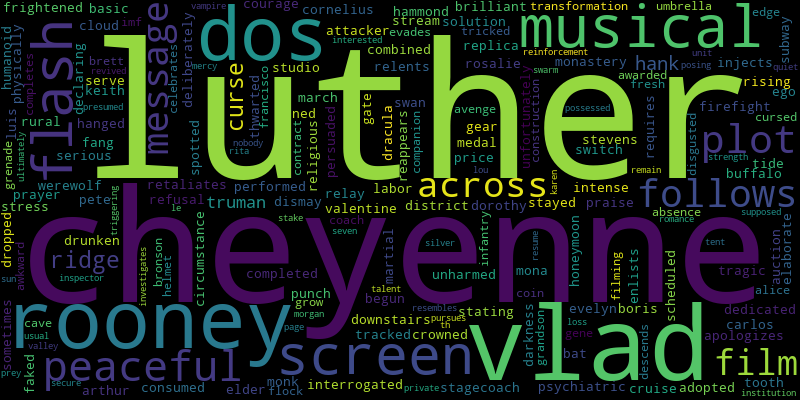 frightened basic
cloud
imf
courage
cornelius
hammond
brilliant
transformation
umbrella
vampire
edge
humanoid
physically
flash
message
celebrates
deliberately
dos
curse
studio
francisco
attacker
evades
stream
solution
tricked
musical
subway
interested
combined
replica
monastery
injects
hank
mercy
relents
rosalie
reinforcement
swarm
awarded
unit
posing
quiet
rising
ego
declaring
brett
serve
keith
completes
revived
presumed
luther
thwarted
march
swan
gear
medal
price
fresh
firefight
cursed
luis
grenade
rural
hanged
ned
gate
avenge
unfortunately
construction
possessed
requires
fang
serious
ultimately
spotted
nobody
rita
contract
religious
persuaded
dracula
reappears
companion
stevens
switch
disgusted
plot
tide
buffalo
werewolf
prayer
stress
pete
retaliates
performed
relay
labor
across
lou
karen
intense
remain
strength
follows
refusal
truman
dismay
valentine
district
dorothy
stayed
praise
absence
supposed
romance
dropped
awkward
triggering
le
stake
coach
seven
cheyenne
martial
silver
infantry
resume
honeymoon
tent
drunken
ridge
investigates
bronson
helmet
circumstance
completed
unharmed
mona
filming
enlists
scheduled
auction
elaborate
tragic
sun
inspector
begun
talent
coin
alice
sometimes
rooney
punch
grow
morgan
page
resembles
pursues
th
stating
vlad
evelyn
boris
dedicated
carlos
apologizes
cave
usual
valley
downstairs
tracked
crowned
darkness
grandson
loss
gene
descends
faked
peaceful
screen
bat
film
prey
secure
arthur
consumed
elder
monk
flock
interrogated
private
stagecoach
psychiatric
cruise
adopted
tooth
institution